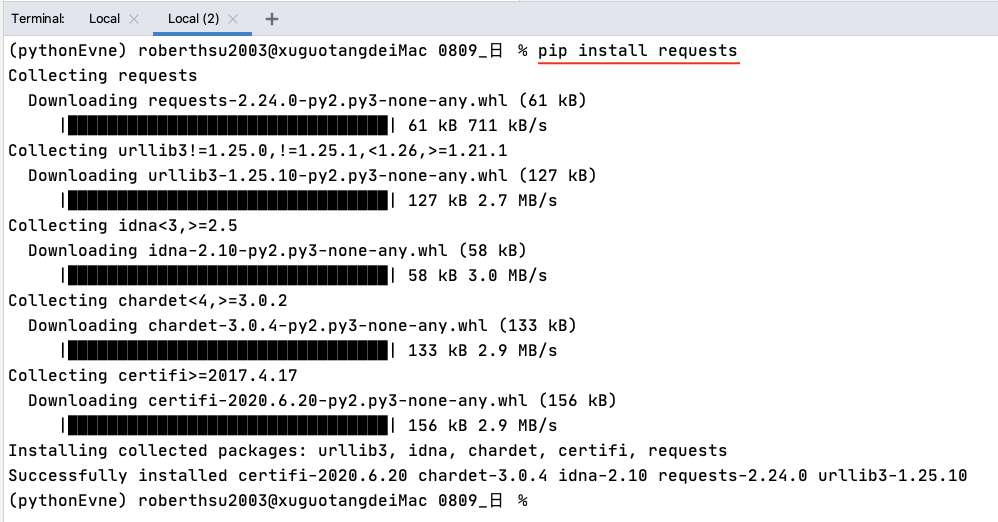 Terminal: Local × Local (2) × +
(pythonEvne) roberthsu2003@xuguotangdeiMac 0809_日 % pip install requests
Collecting requests
  Downloading requests-2.24.0-py2.py3-none-any.whl (61 kB)
     |████████████████████████████████| 61 kB 711 kB/s
Collecting urllib3!=1.25.0,!=1.25.1,<1.26,>=1.21.1
  Downloading urllib3-1.25.10-py2.py3-none-any.whl (127 kB)
     |████████████████████████████████| 127 kB 2.7 MB/s
Collecting idna<3,>=2.5
  Downloading idna-2.10-py2.py3-none-any.whl (58 kB)
     |████████████████████████████████| 58 kB 3.0 MB/s
Collecting chardet<4,>=3.0.2
  Downloading chardet-3.0.4-py2.py3-none-any.whl (133 kB)
     |████████████████████████████████| 133 kB 2.9 MB/s
Collecting certifi>=2017.4.17
  Downloading certifi-2020.6.20-py2.py3-none-any.whl (156 kB)
     |████████████████████████████████| 156 kB 2.9 MB/s
Installing collected packages: urllib3, idna, chardet, certifi, requests
Successfully installed certifi-2020.6.20 chardet-3.0.4 idna-2.10 requests-2.24.0 urllib3-1.25.10
(pythonEvne) roberthsu2003@xuguotangdeiMac 0809_日 %